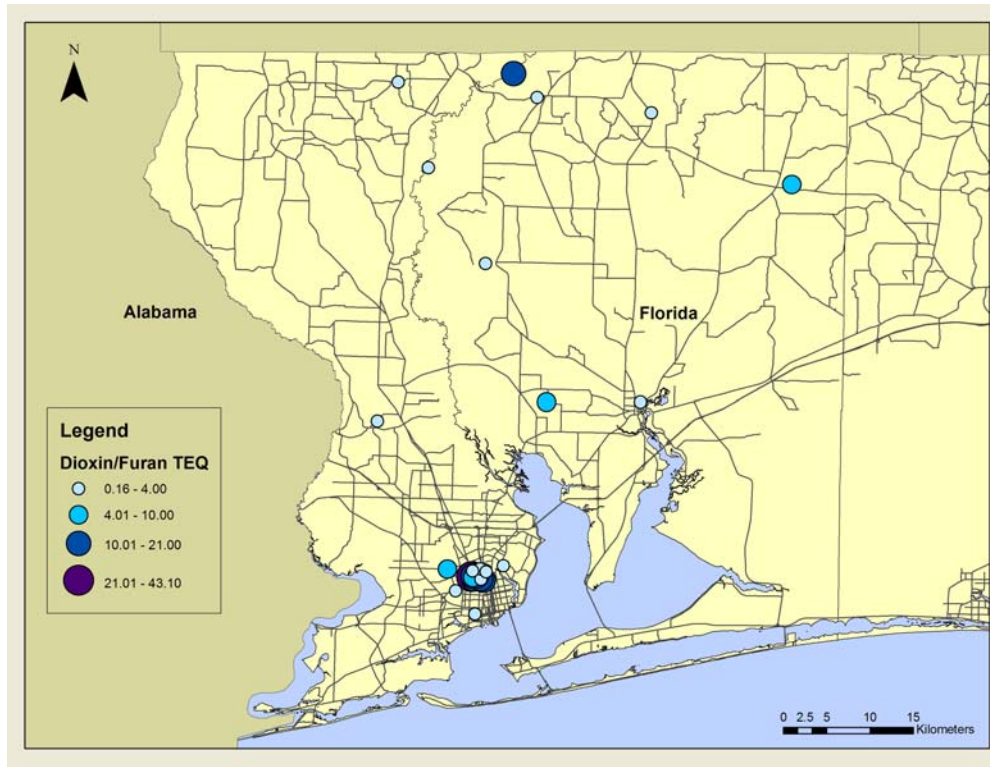 N
Alabama
Florida
Legend
Dioxin/Furan TEQ
0.16 - 4.00
4.01 - 10.00
10.01 - 21.00
21.01 - 43.10
0 2.5 5 10 15
Kilometers